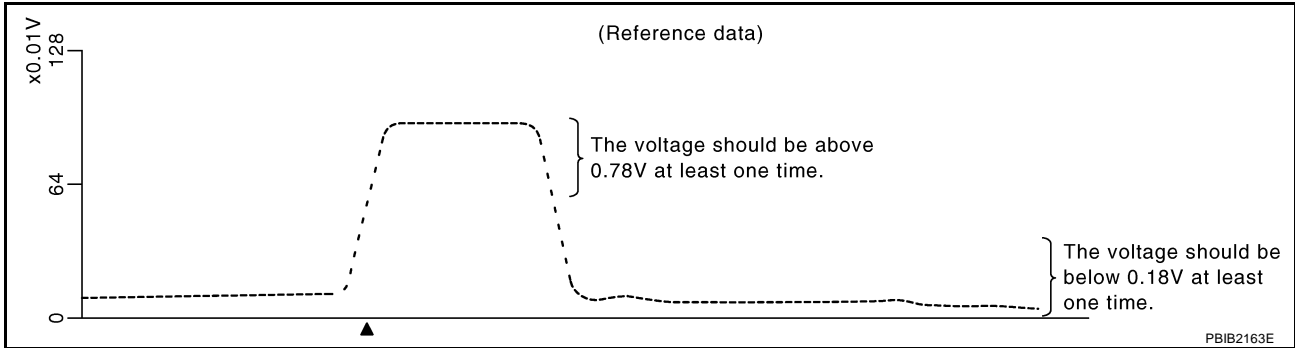 (Reference data)
x0.01V
128
64
0
The voltage should be above
0.78V at least one time.
The voltage should be
below 0.18V at least
one time.
PBIB2163E